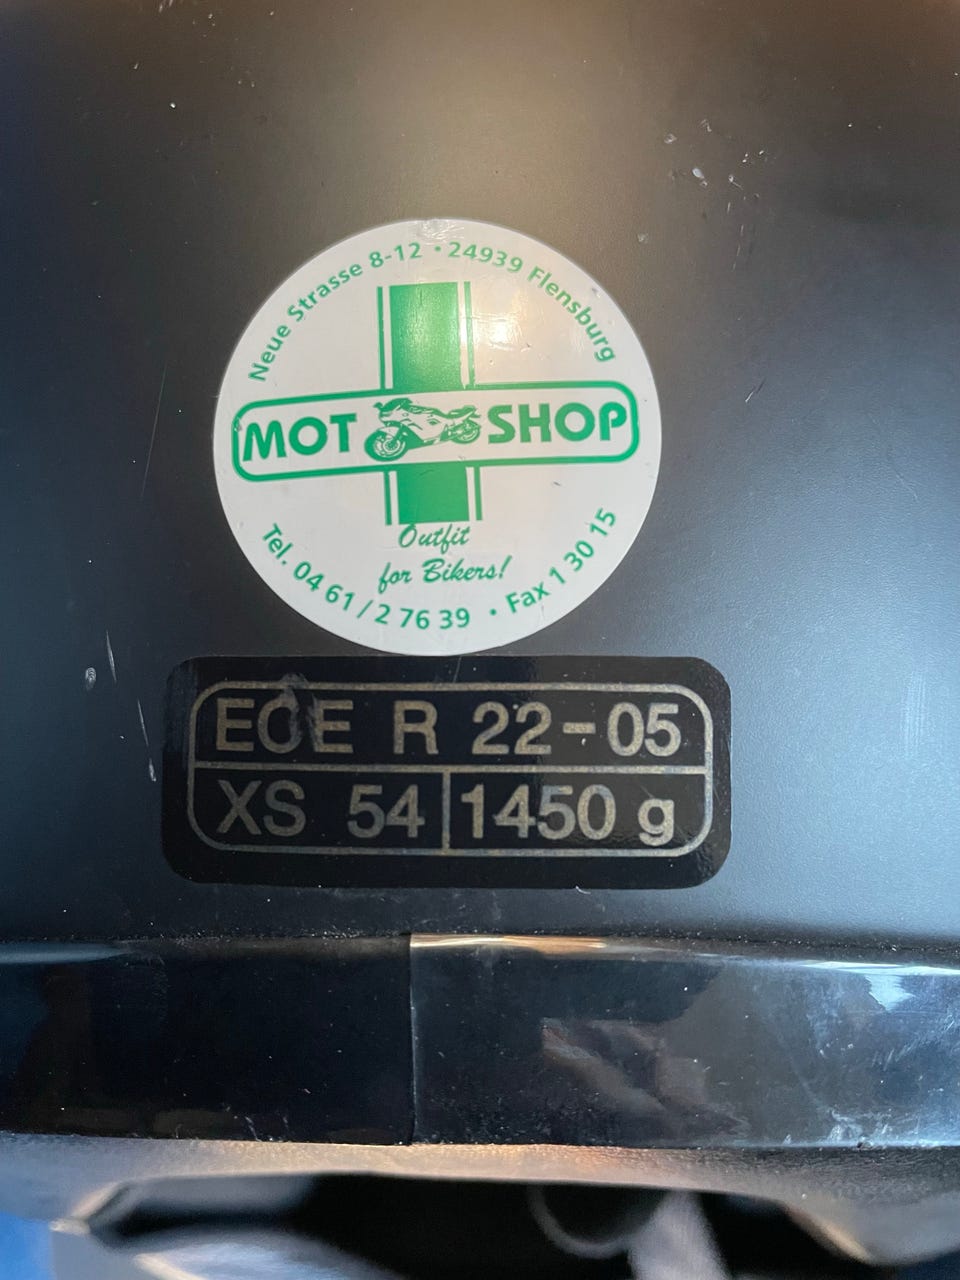 Neue Strasse 8-12 · 24939 Flensburg
MOT SHOP
Outfit
for Bikers!
Tel. 04 61 / 2 76 39 · Fax 1 30 15
ECE R 22-05
XS 54 1450 g